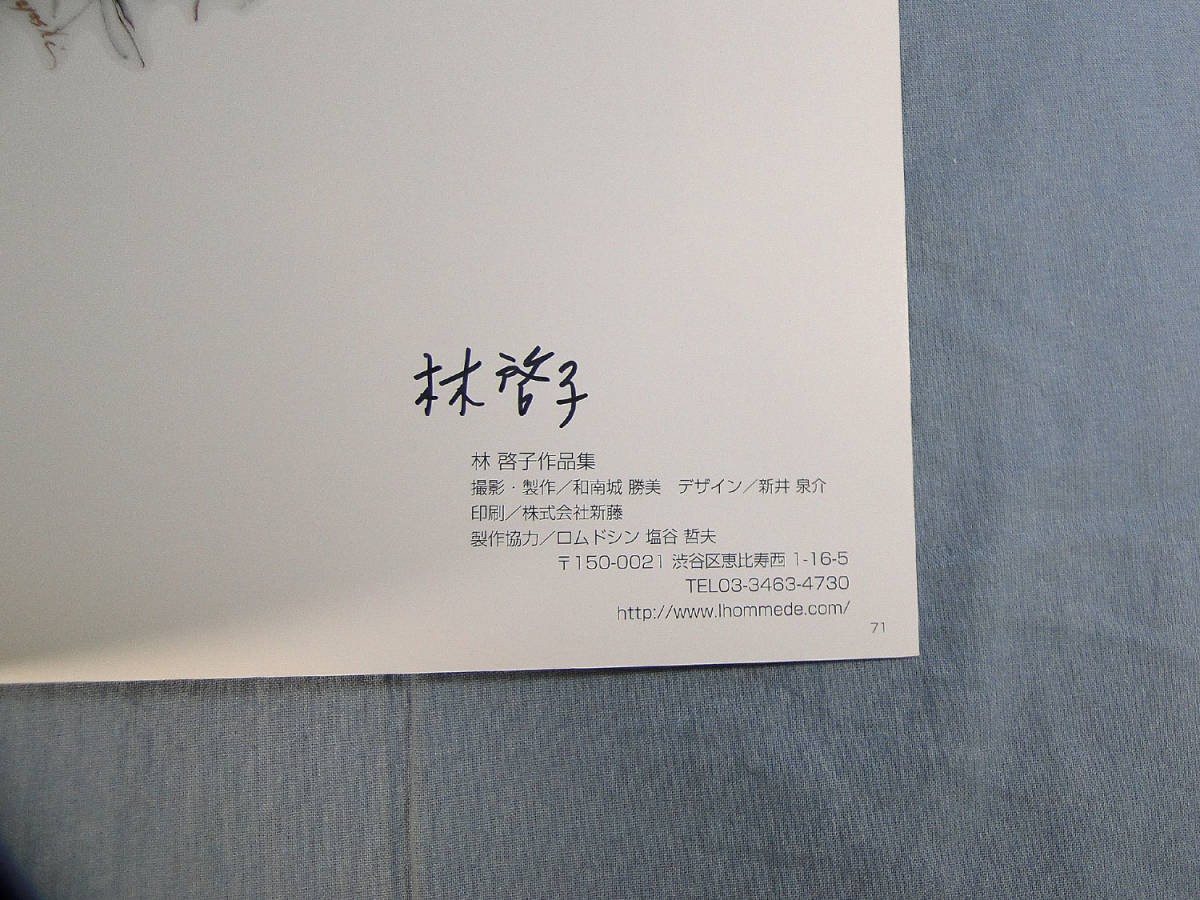 林啓子
林 啓子作品集
撮影・製作／和南城 勝美　デザイン／新井 泉介
印刷／株式会社新藤
製作協力／ロムドシン 塩谷 哲夫
〒150-0021 渋谷区恵比寿西 1-16-5
TEL03-3463-4730
http://www.lhommede.com/
71